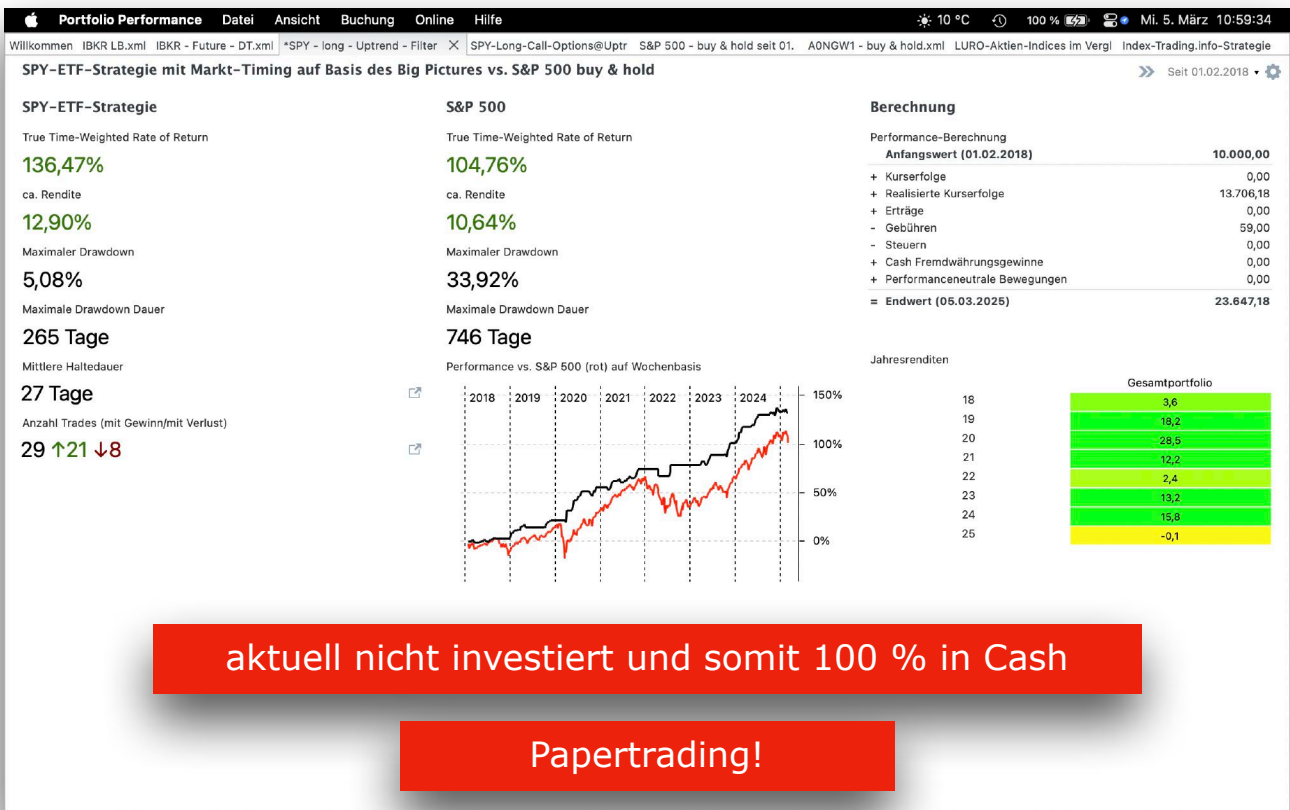 Portfolio Performance Datei Ansicht Buchung Online Hilfe 10 °C 100 % Mi. 5. März 10:59:34
Willkommen IBKR LB.xml IBKR - Future - DT.xml *SPY - long - Uptrend - Filter SPY-Long-Call-Options@Uptr S&P 500 - buy & hold seit 01. A0NGW1 - buy & hold.xml LURO-Aktien-Indices im Vergl Index-Trading.info-Strategie
SPY-ETF-Strategie mit Markt-Timing auf Basis des Big Pictures vs. S&P 500 buy & hold
Seit 01.02.2018
SPY-ETF-Strategie
True Time-Weighted Rate of Return
136,47%
ca. Rendite
12,90%
Maximaler Drawdown
5,08%
Maximale Drawdown Dauer
265 Tage
Mittlere Haltedauer
27 Tage
Anzahl Trades (mit Gewinn/mit Verlust)
29 ↑21 ↓8
S&P 500
True Time-Weighted Rate of Return
104,76%
ca. Rendite
10,64%
Maximaler Drawdown
33,92%
Maximale Drawdown Dauer
746 Tage
Performance vs. S&P 500 (rot) auf Wochenbasis
2018 2019 2020 2021 2022 2023 2024
150%
100%
50%
0%
Berechnung
Performance-Berechnung
Anfangswert (01.02.2018) 10.000,00
+ Kurserfolge 0,00
+ Realisierte Kurserfolge 13.706,18
+ Erträge 0,00
- Gebühren 59,00
- Steuern 0,00
+ Cash Fremdwährungsgewinne 0,00
+ Performanceneutrale Bewegungen 0,00
= Endwert (05.03.2025) 23.647,18
Jahresrenditen
Gesamtportfolio
18 3,6
19 18,2
20 28,5
21 12,2
22 2,4
23 13,2
24 15,8
25 -0,1
aktuell nicht investiert und somit 100 % in Cash
Papertrading!